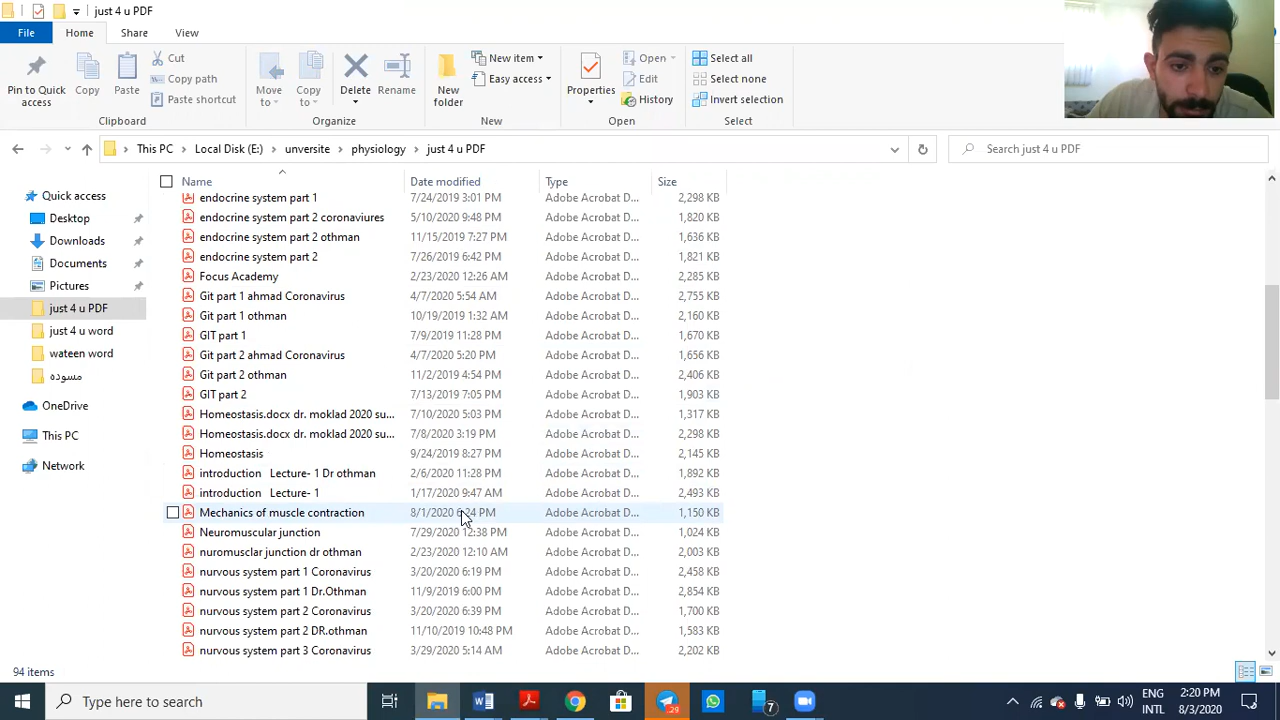 just 4 u PDF
File Home Share View
Pin to Quick access
Copy
Paste
Cut
Copy path
Paste shortcut
Clipboard
Move to
Copy to
Delete
Rename
Organize
New folder
New item
Easy access
New
Properties
Open
Edit
History
Open
Select all
Select none
Invert selection
Select
This PC Local Disk (E:) unversite physiology just 4 u PDF
Search just 4 u PDF
Quick access
Desktop
Downloads
Documents
Pictures
just 4 u PDF
just 4 u word
wateen word
مسوده
OneDrive
This PC
Network
Name Date modified Type Size
endocrine system part 1 7/24/2019 3:01 PM Adobe Acrobat D... 2,298 KB
endocrine system part 2 coronaviures 5/10/2020 9:48 PM Adobe Acrobat D... 1,820 KB
endocrine system part 2 othman 11/15/2019 7:27 PM Adobe Acrobat D... 1,636 KB
endocrine system part 2 7/26/2019 6:42 PM Adobe Acrobat D... 1,821 KB
Focus Academy 2/23/2020 12:26 AM Adobe Acrobat D... 2,285 KB
Git part 1 ahmad Coronavirus 4/7/2020 5:54 AM Adobe Acrobat D... 2,755 KB
Git part 1 othman 10/19/2019 1:32 AM Adobe Acrobat D... 2,160 KB
GIT part 1 7/9/2019 11:28 PM Adobe Acrobat D... 1,670 KB
Git part 2 ahmad Coronavirus 4/7/2020 5:20 PM Adobe Acrobat D... 1,656 KB
Git part 2 othman 11/2/2019 4:54 PM Adobe Acrobat D... 2,406 KB
GIT part 2 7/13/2019 7:05 PM Adobe Acrobat D... 1,903 KB
Homeostasis.docx dr. moklad 2020 su... 7/10/2020 5:03 PM Adobe Acrobat D... 1,317 KB
Homeostasis.docx dr. moklad 2020 su... 7/8/2020 3:19 PM Adobe Acrobat D... 2,298 KB
Homeostasis 9/24/2019 8:27 PM Adobe Acrobat D... 2,145 KB
introduction Lecture- 1 Dr othman 2/6/2020 11:28 PM Adobe Acrobat D... 1,892 KB
introduction Lecture- 1 1/17/2020 9:47 AM Adobe Acrobat D... 2,493 KB
Mechanics of muscle contraction 8/1/2020 6:24 PM Adobe Acrobat D... 1,150 KB
Neuromuscular junction 7/29/2020 12:38 PM Adobe Acrobat D... 1,024 KB
nuromusclar junction dr othman 2/23/2020 12:10 AM Adobe Acrobat D... 2,003 KB
nurvous system part 1 Coronavirus 3/20/2020 6:19 PM Adobe Acrobat D... 2,458 KB
nurvous system part 1 Dr.Othman 11/9/2019 6:00 PM Adobe Acrobat D... 2,854 KB
nurvous system part 2 Coronavirus 3/20/2020 6:39 PM Adobe Acrobat D... 1,700 KB
nurvous system part 2 DR.othman 11/10/2019 10:48 PM Adobe Acrobat D... 1,583 KB
nurvous system part 3 Coronavirus 3/29/2020 5:14 AM Adobe Acrobat D... 2,202 KB
94 items
Type here to search
29
7
ENG
INTL
2:20 PM
8/3/2020